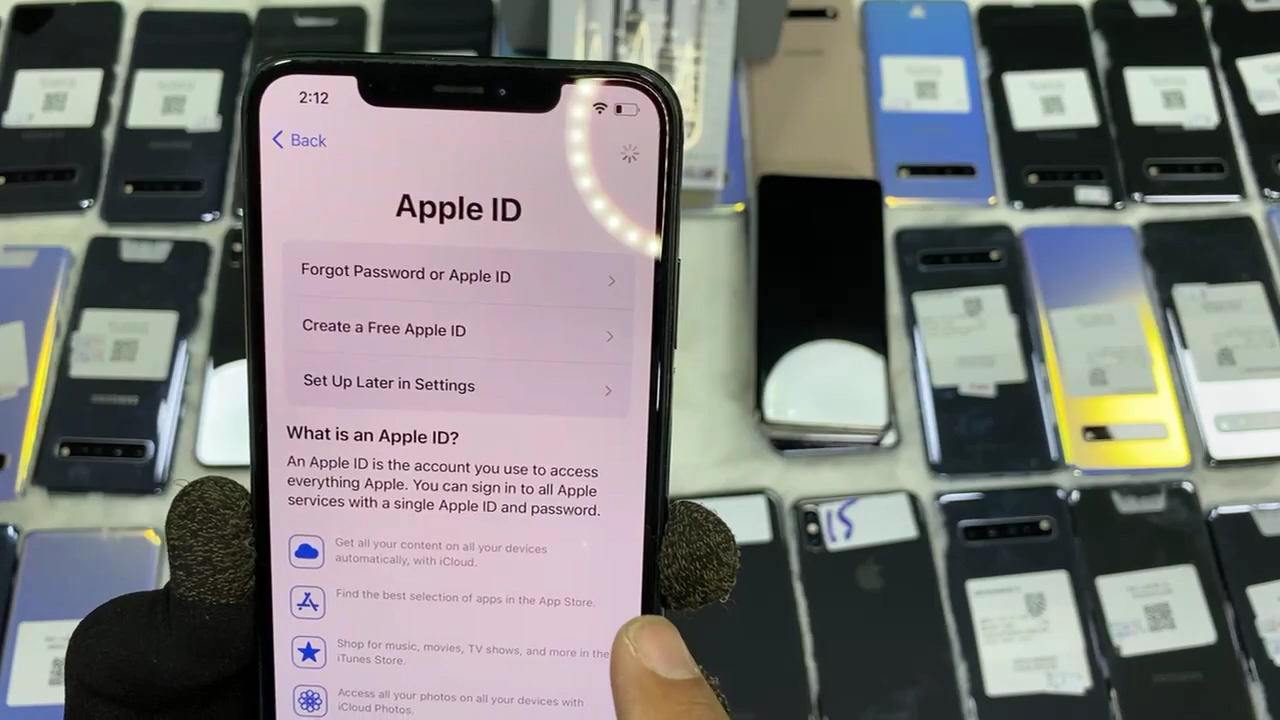 2:12
Back
Apple ID
Forgot Password or Apple ID
Create a Free Apple ID
Set Up Later in Settings
What is an Apple ID?
An Apple ID is the account you use to access
everything Apple. You can sign in to all Apple
services with a single Apple ID and password.
Get all your content on all your devices
automatically, with iCloud.
Find the best selection of apps in the App Store.
Shop for music, movies, TV shows, and more in the
iTunes Store.
Access all your photos on all your devices with
iCloud Photos.
15